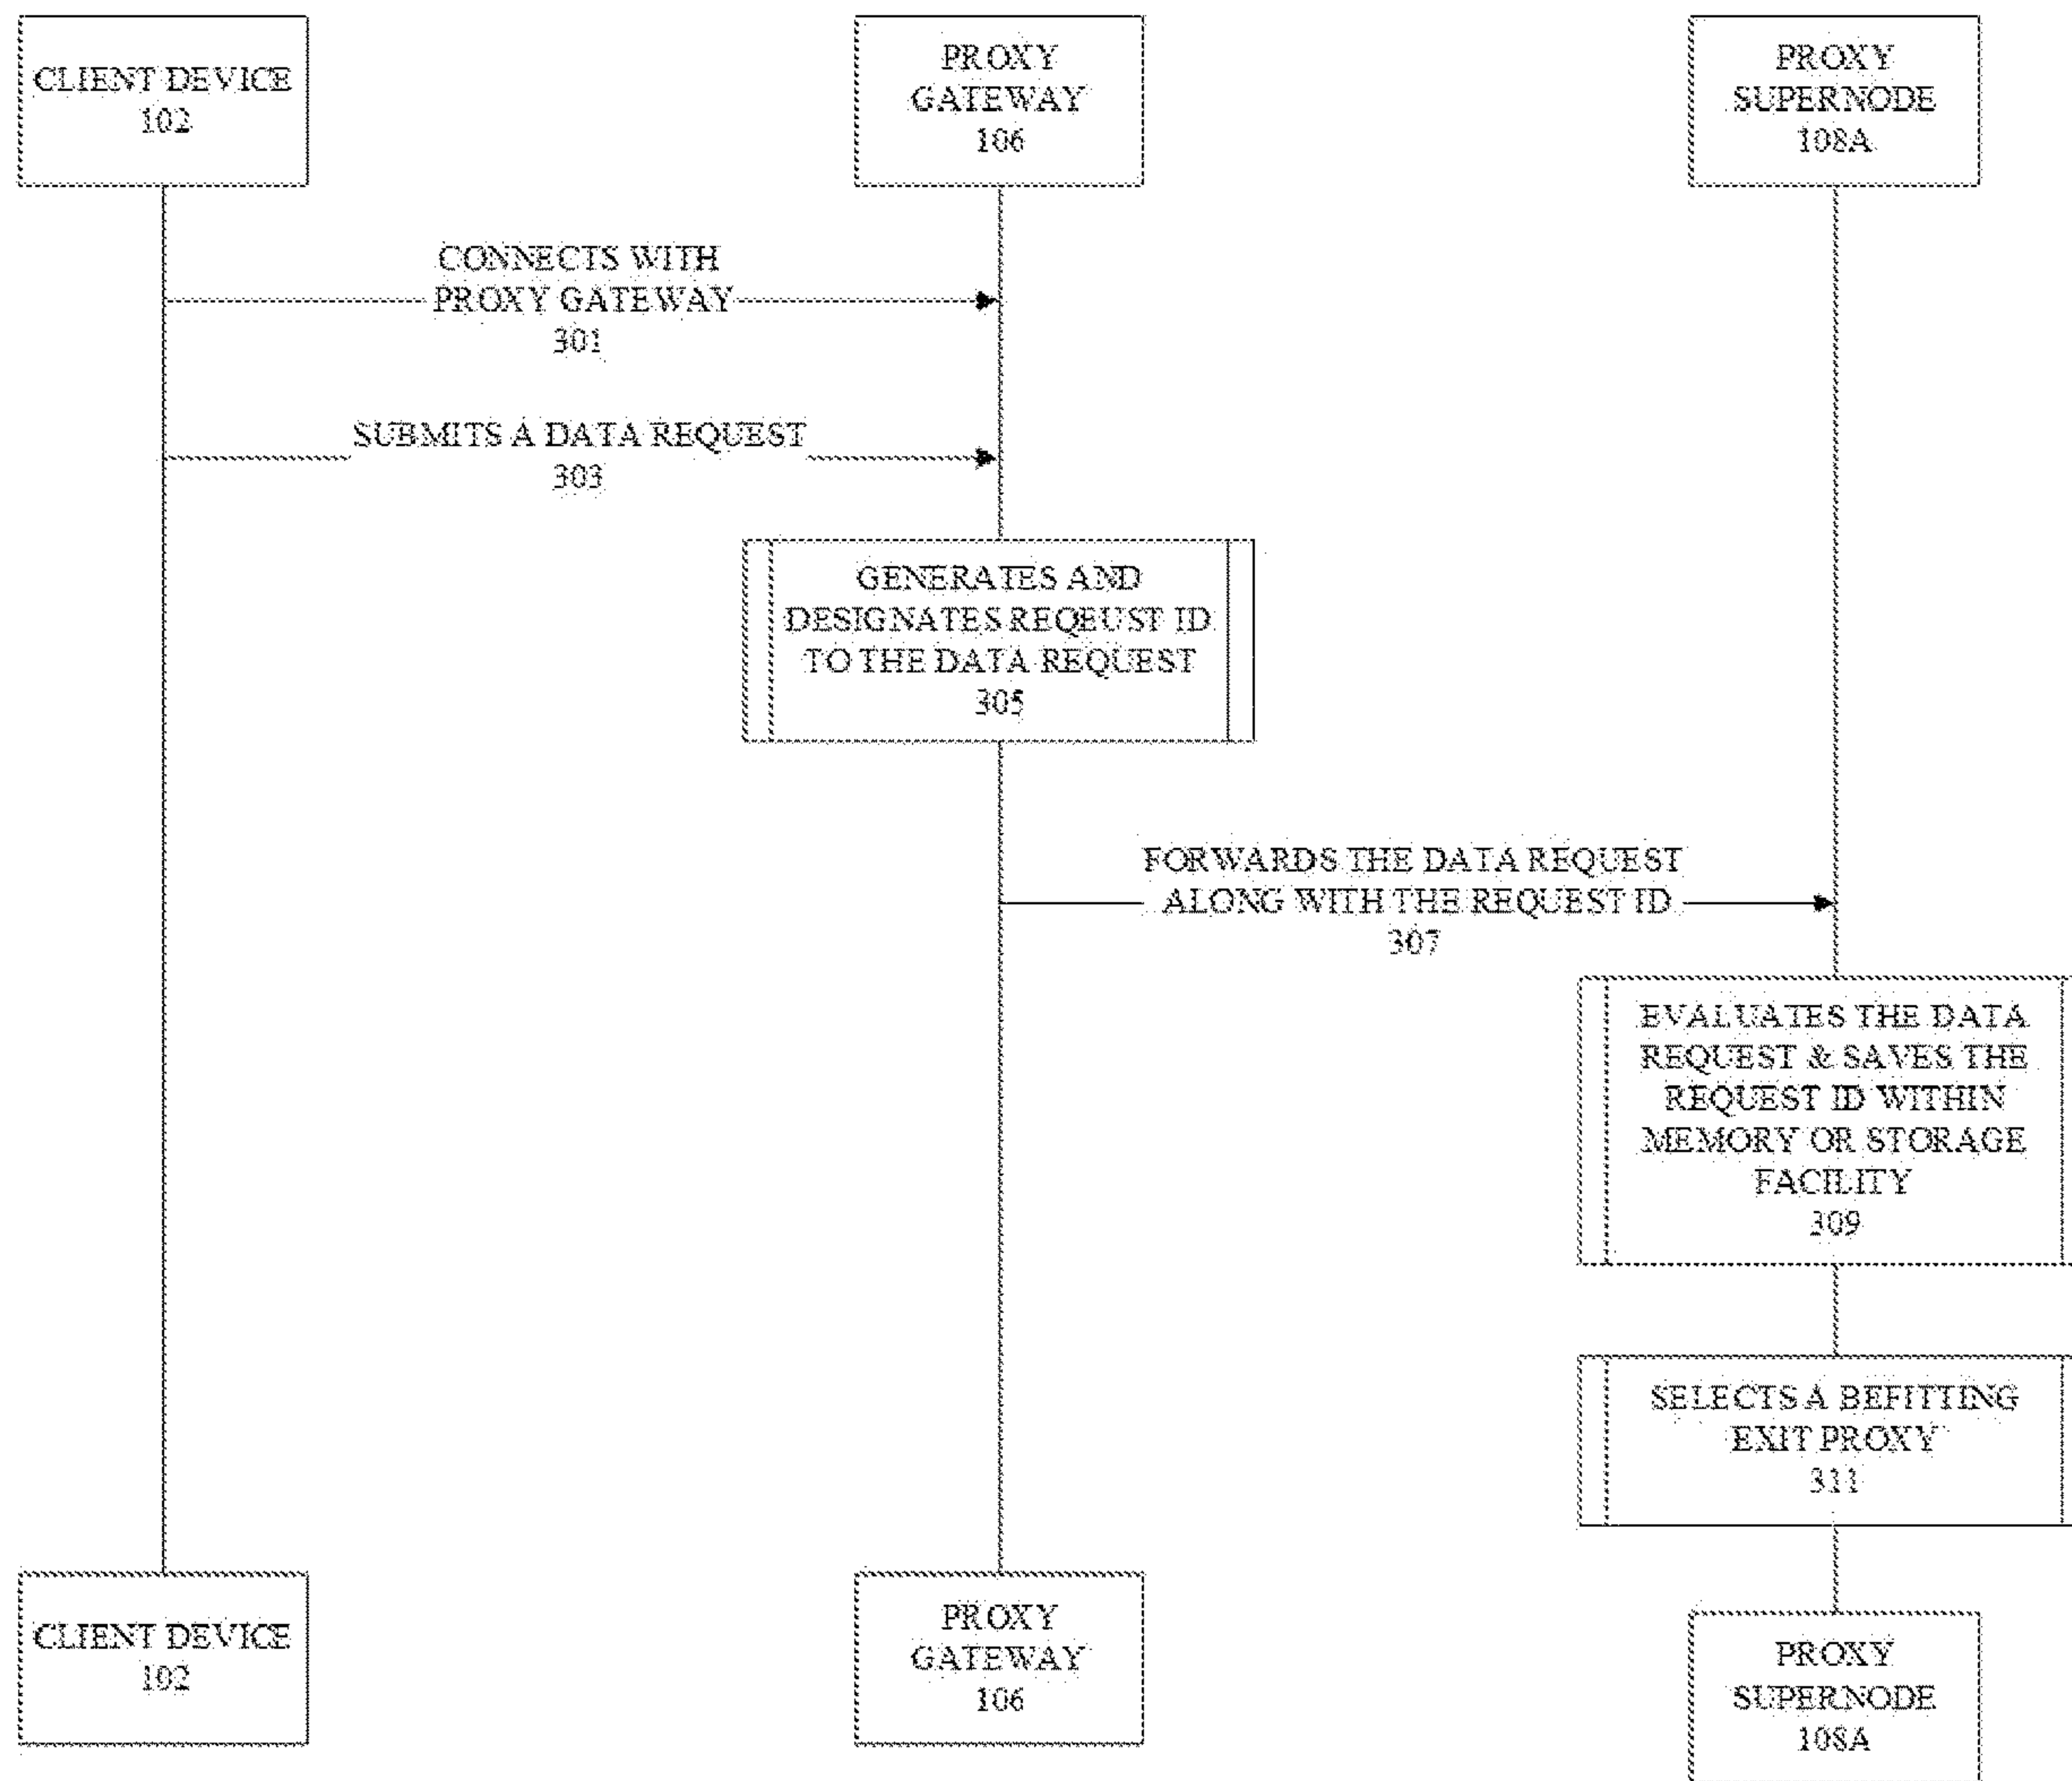 CLIENT DEVICE
102
PROXY
GATEWAY
106
PROXY
SUPERNODE
108A
CONNECTS WITH
PROXY GATEWAY
301
SUBMITS A DATA REQUEST
303
GENERATES AND
DESIGNATES REQEUST ID
TO THE DATA REQUEST
305
FORWARDS THE DATA REQUEST
ALONG WITH THE REQUEST ID
307
EVALUATES THE DATA
REQUEST & SAVES THE
REQUEST ID WITHIN
MEMORY OR STORAGE
FACILITY
309
SELECTS A BEFITTING
EXIT PROXY
311
CLIENT DEVICE
102
PROXY
GATEWAY
106
PROXY
SUPERNODE
108A